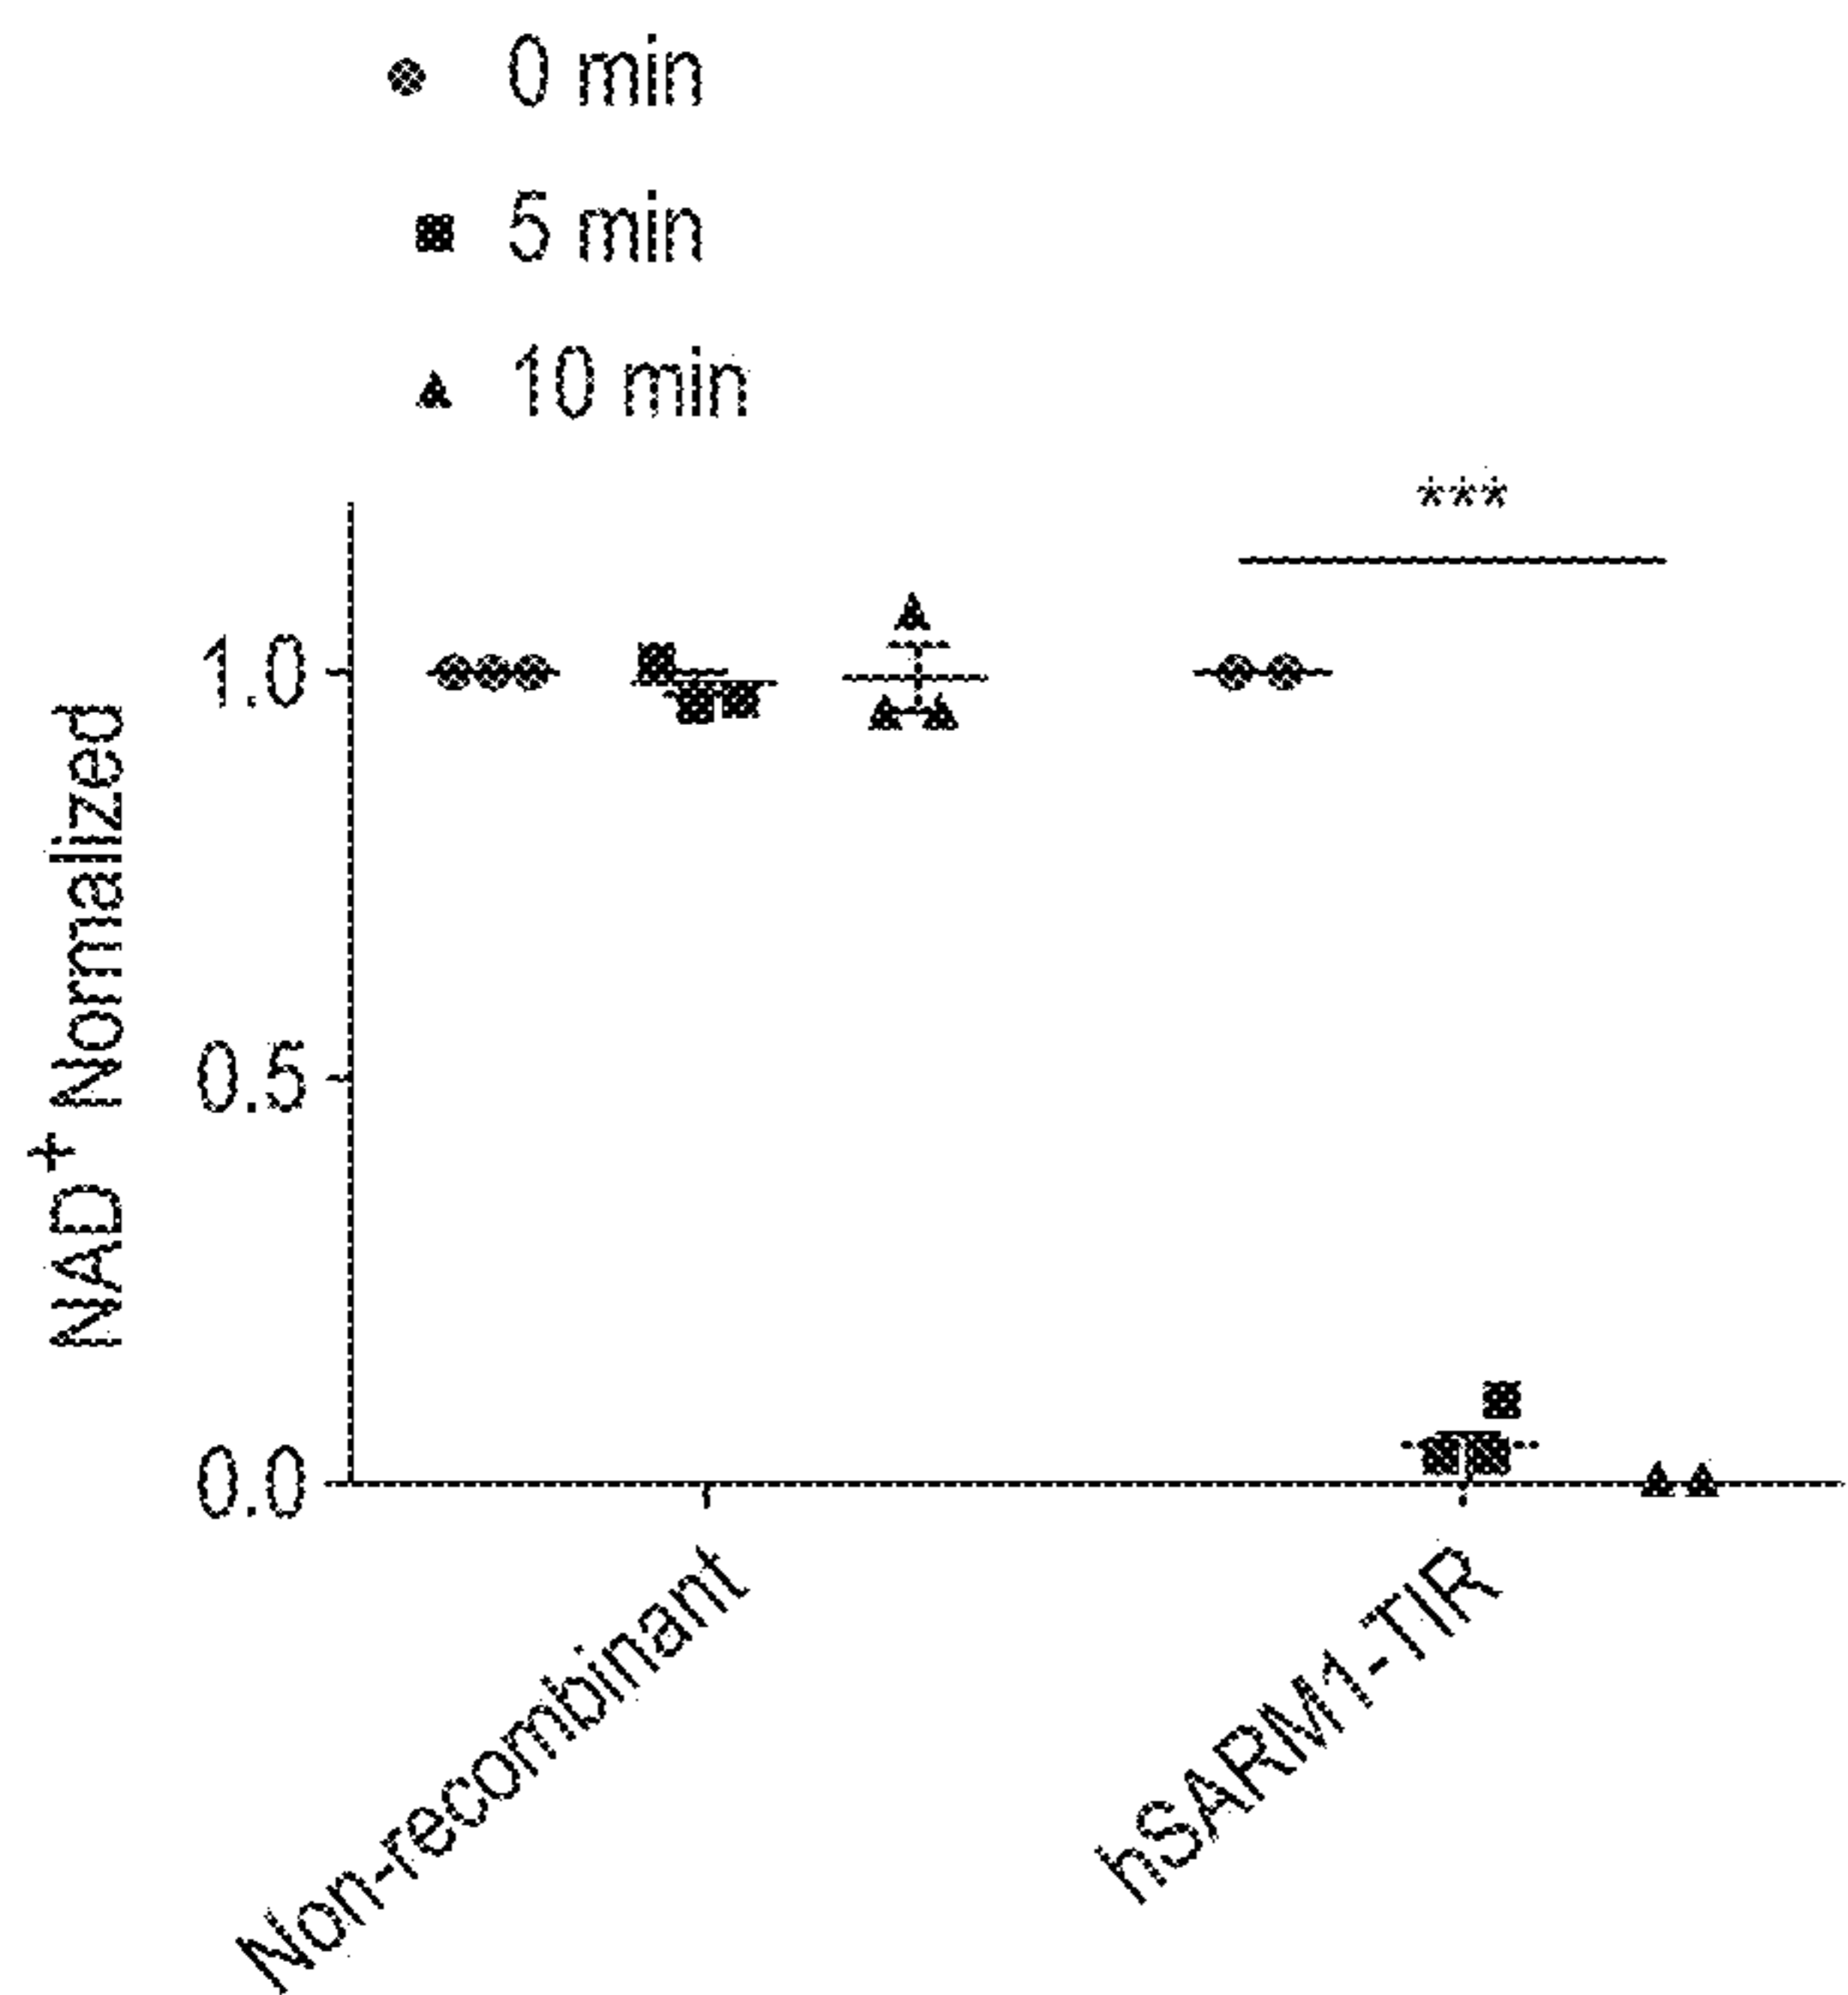 0 min
5 min
10 min
***
1.0
0.5
0.0
NAD⁺ Normalized
Non-recombinant
hSARM1-TIR